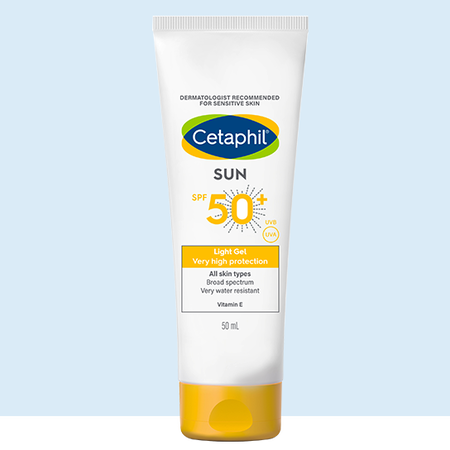 DERMATOLOGIST RECOMMENDED
FOR SENSITIVE SKIN
Cetaphil®
SUN
SPF 50+
UVB
UVA
Light Gel
Very high protection
All skin types
Broad spectrum
Very water resistant
Vitamin E
50 mL